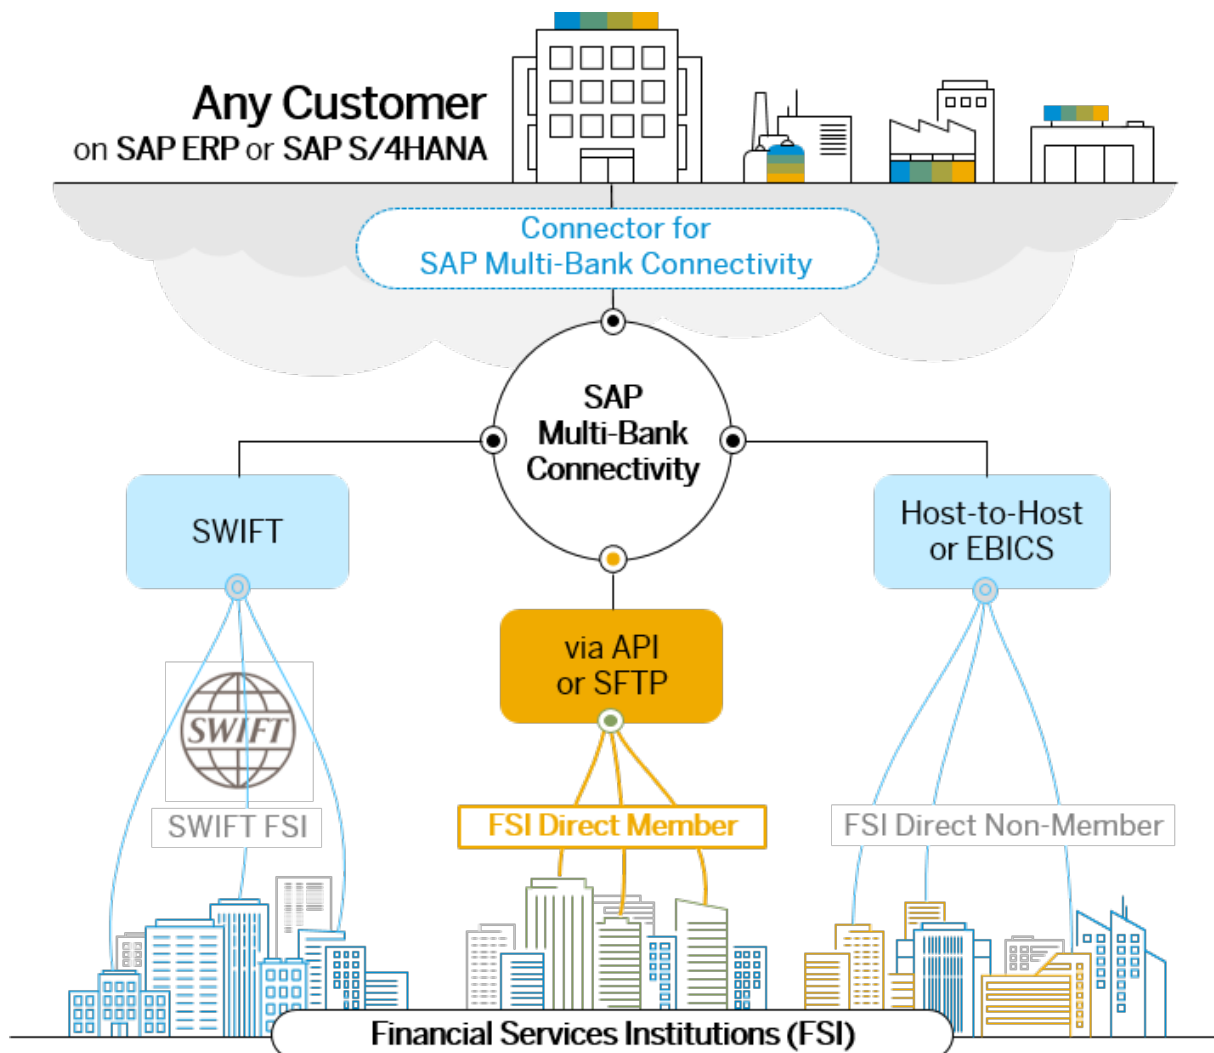 Any Customer
on SAP ERP or SAP S/4HANA
Connector for
SAP Multi-Bank Connectivity
SAP
Multi-Bank
Connectivity
SWIFT
Host-to-Host
or EBICS
via API
or SFTP
SWIFT
SWIFT FSI
FSI Direct Member
FSI Direct Non-Member
Financial Services Institutions (FSI)